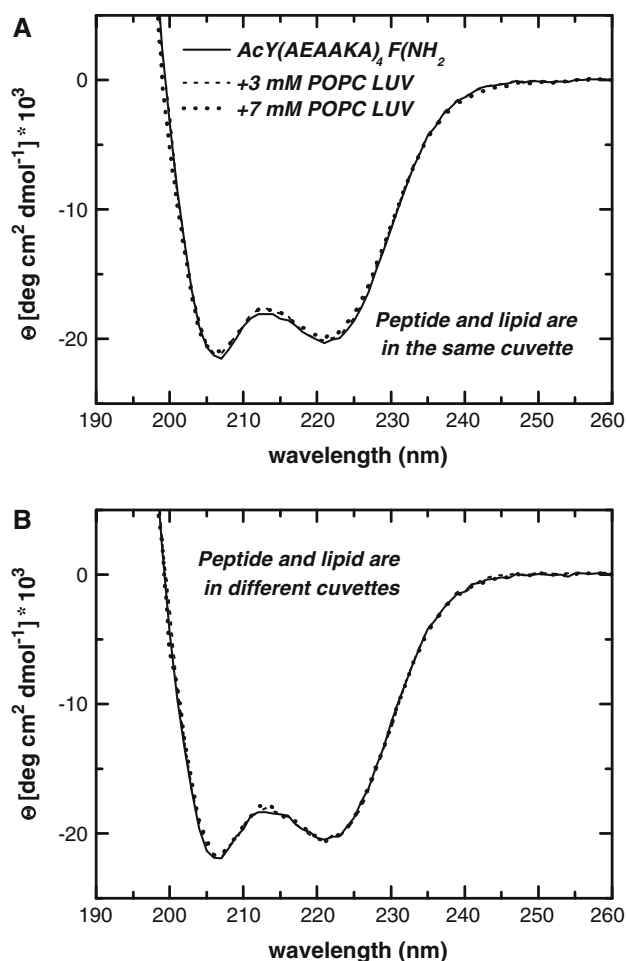 A
AcY(AEAAKA)4 F(NH2
+3 mM POPC LUV
+7 mM POPC LUV
0
-10
-20
Θ [deg cm2 dmol-1] * 103
Peptide and lipid are
in the same cuvette
190 200 210 220 230 240 250 260
wavelength (nm)
B
Peptide and lipid are
in different cuvettes
0
-10
-20
Θ [deg cm2 dmol-1] * 103
190 200 210 220 230 240 250 260
wavelength (nm)